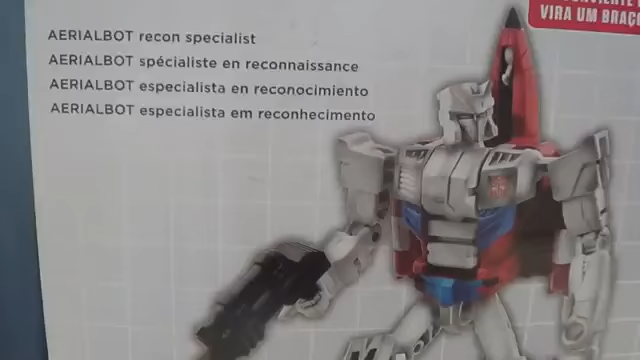 VIRA UM BRAÇO
AERIALBOT recon specialist
AERIALBOT spécialiste en reconnaissance
AERIALBOT especialista en reconocimiento
AERIALBOT especialista em reconhecimento